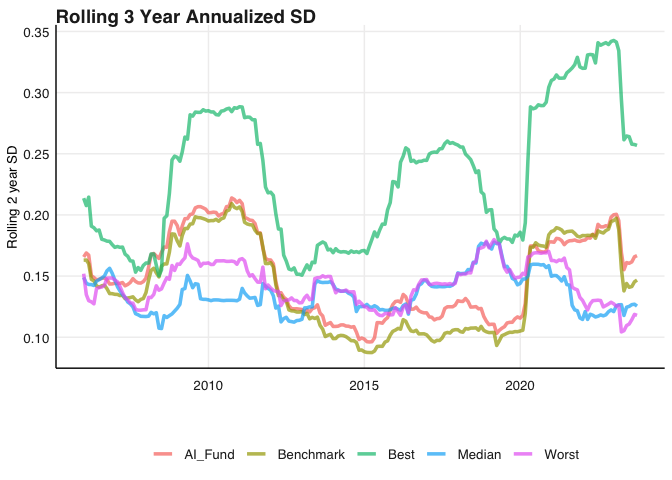 Rolling 3 Year Annualized SD
Rolling 2 year SD
0.35
0.30
0.25
0.20
0.15
0.10
2010 2015 2020
AI_Fund Benchmark Best Median Worst